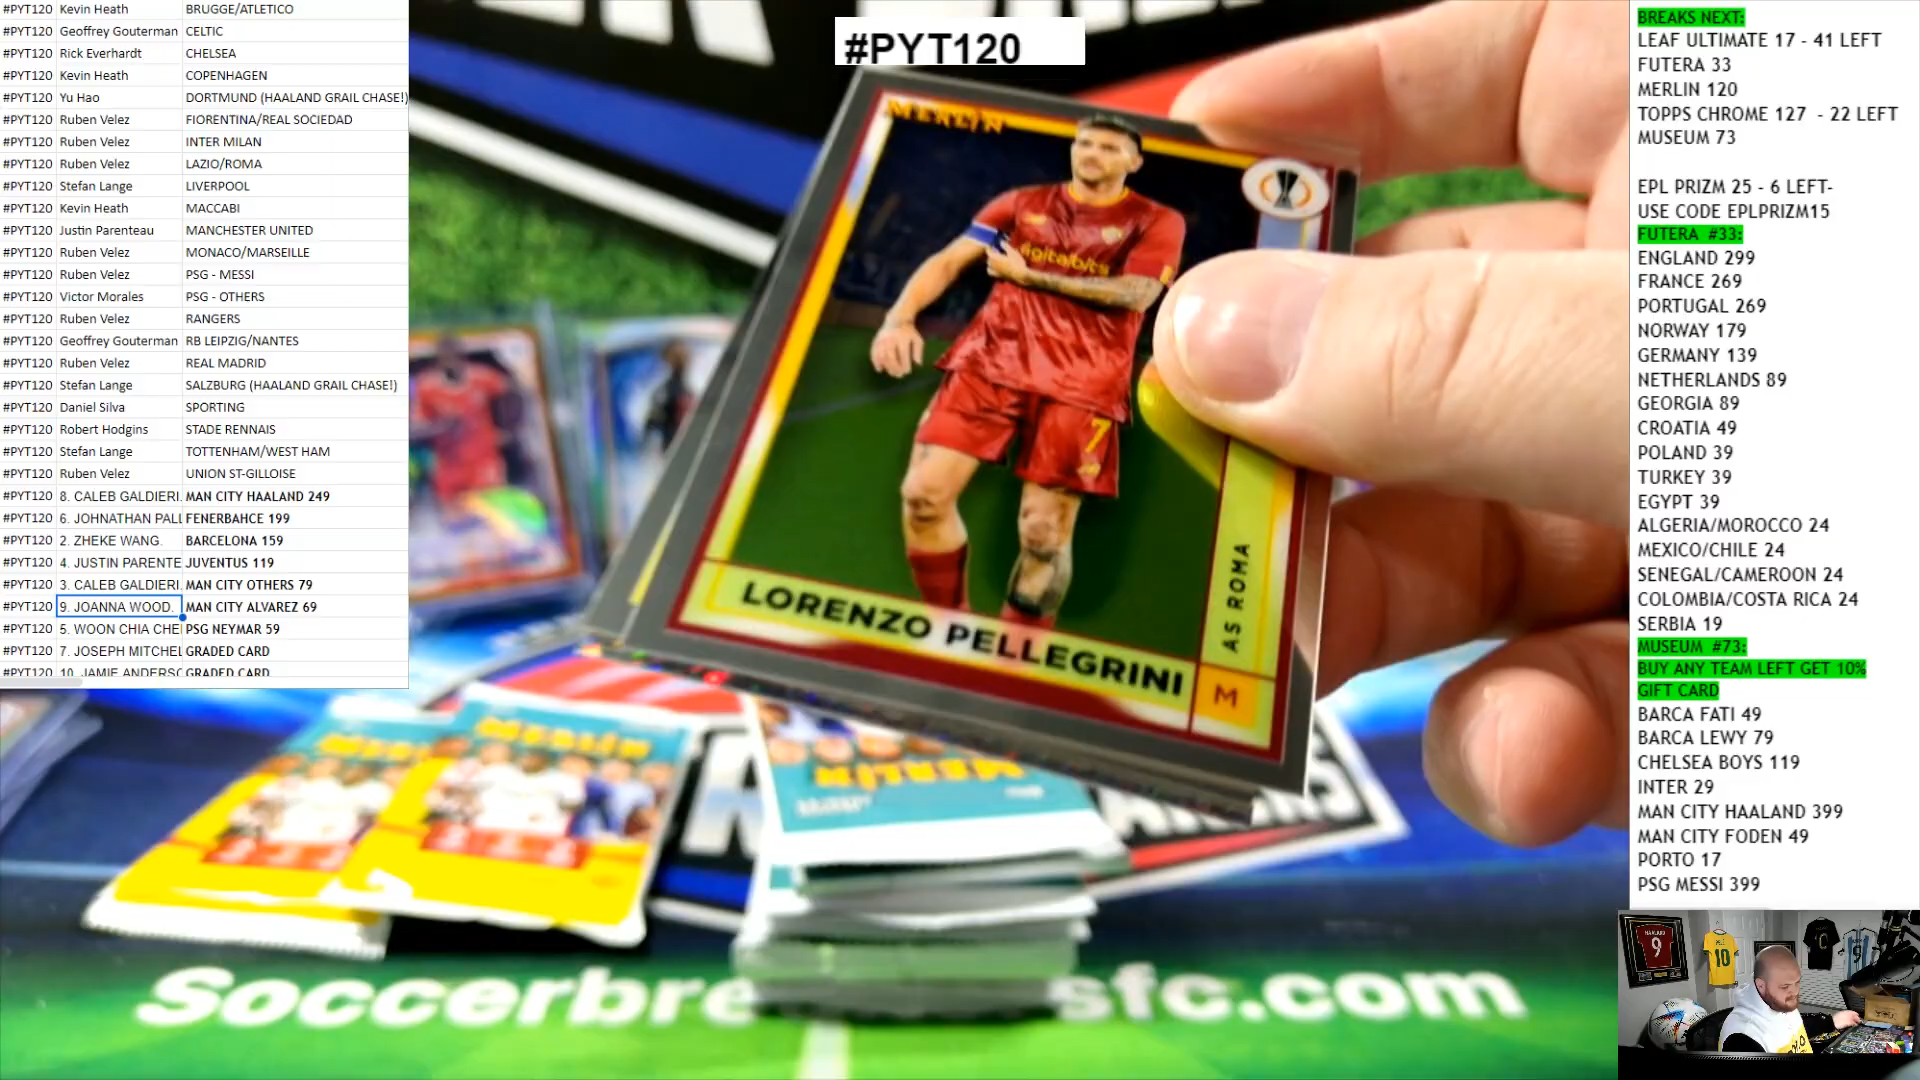 #PYT120 Kevin Heath BRUGGE/ATLETICO
#PYT120 Geoffrey Gouterman CELTIC
#PYT120 Rick Everhardt CHELSEA
#PYT120 Kevin Heath COPENHAGEN
#PYT120 Yu Hao DORTMUND (HAALAND GRAIL CHASE!)
#PYT120 Ruben Velez FIORENTINA/REAL SOCIEDAD
#PYT120 Ruben Velez INTER MILAN
#PYT120 Ruben Velez LAZIO/ROMA
#PYT120 Stefan Lange LIVERPOOL
#PYT120 Kevin Heath MACCABI
#PYT120 Justin Parenteau MANCHESTER UNITED
#PYT120 Ruben Velez MONACO/MARSEILLE
#PYT120 Ruben Velez PSG - MESSI
#PYT120 Victor Morales PSG - OTHERS
#PYT120 Ruben Velez RANGERS
#PYT120 Geoffrey Gouterman RB LEIPZIG/NANTES
#PYT120 Ruben Velez REAL MADRID
#PYT120 Stefan Lange SALZBURG (HAALAND GRAIL CHASE!)
#PYT120 Daniel Silva SPORTING
#PYT120 Robert Hodgins STADE RENNAIS
#PYT120 Stefan Lange TOTTENHAM/WEST HAM
#PYT120 Ruben Velez UNION ST-GILLOISE
#PYT120 8. CALEB GALDIERI. MAN CITY HAALAND 249
#PYT120 6. JOHNATHAN PALL FENERBAHCE 199
#PYT120 2. ZHEKE WANG. BARCELONA 159
#PYT120 4. JUSTIN PARENTE JUVENTUS 119
#PYT120 3. CALEB GALDIERI. MAN CITY OTHERS 79
#PYT120 9. JOANNA WOOD. MAN CITY ALVAREZ 69
#PYT120 5. WOON CHIA CHE PSG NEYMAR 59
#PYT120 7. JOSEPH MITCHEL GRADED CARD
#PYT120 10. JAMIE ANDERSC GRADED CARD
#PYT120
MERLIN
digitalbits
7
AS ROMA
LORENZO PELLEGRINI
M
MERLIN
MERLIN
MERLIN
Soccerbre sfc.com
BREAKS NEXT:
LEAF ULTIMATE 17 - 41 LEFT
FUTERA 33
MERLIN 120
TOPPS CHROME 127 - 22 LEFT
MUSEUM 73
EPL PRIZM 25 - 6 LEFT-
USE CODE EPLPRIZM15
FUTERA #33:
ENGLAND 299
FRANCE 269
PORTUGAL 269
NORWAY 179
GERMANY 139
NETHERLANDS 89
GEORGIA 89
CROATIA 49
POLAND 39
TURKEY 39
EGYPT 39
ALGERIA/MOROCCO 24
MEXICO/CHILE 24
SENEGAL/CAMEROON 24
COLOMBIA/COSTA RICA 24
SERBIA 19
MUSEUM #73:
BUY ANY TEAM LEFT GET 10%
GIFT CARD
BARCA FATI 49
BARCA LEWY 79
CHELSEA BOYS 119
INTER 29
MAN CITY HAALAND 399
MAN CITY FODEN 49
PORTO 17
PSG MESSI 399
9
10
9